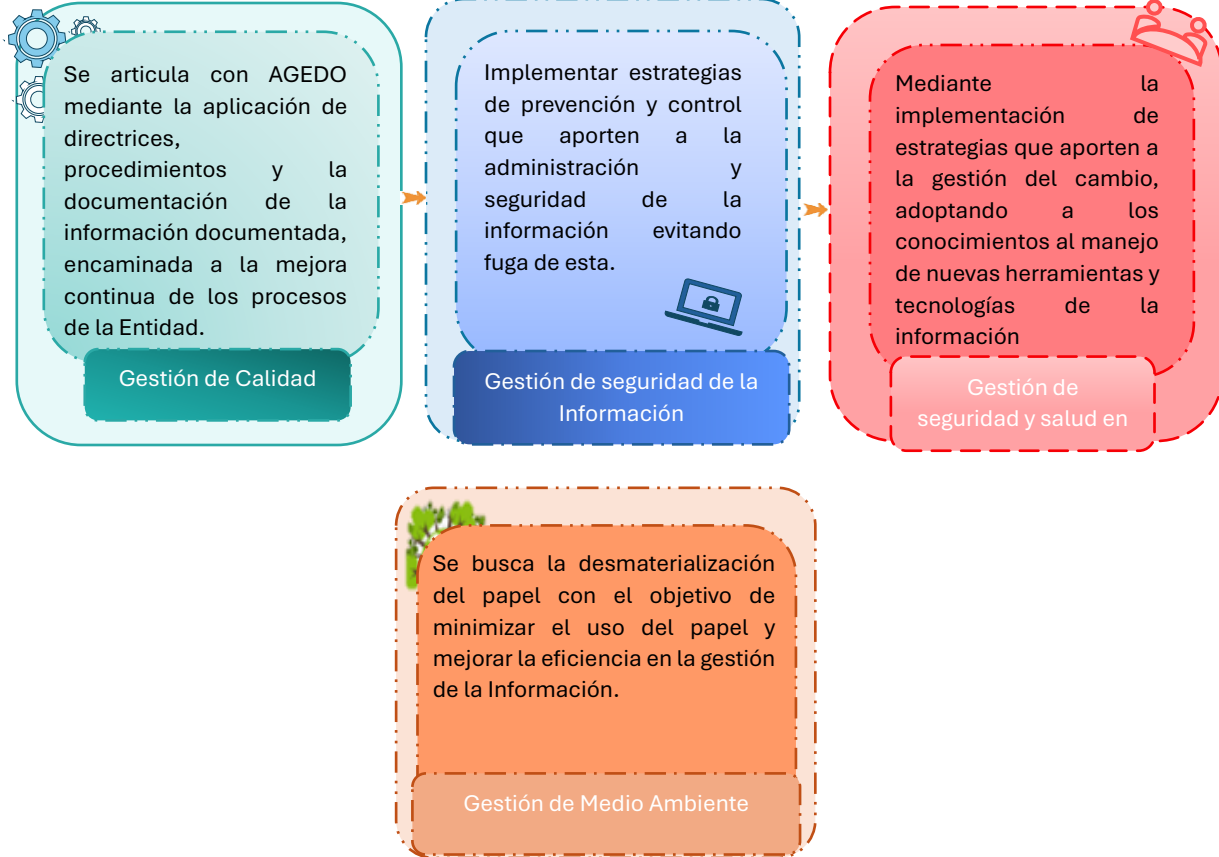 Se articula con AGEDO
mediante la aplicación de
directrices,
procedimientos y la
documentación de la
información documentada,
encaminada a la mejora
continua de los procesos
de la Entidad.
Gestión de Calidad
Implementar estrategias
de prevención y control
que aporten a la
administración y
seguridad de la
información evitando
fuga de esta.
Gestión de seguridad de la
Información
Mediante la
implementación de
estrategias que aporten a
la gestión del cambio,
adoptando a los
conocimientos al manejo
de nuevas herramientas y
tecnologías de la
información
Gestión de
seguridad y salud en
Se busca la desmaterialización
del papel con el objetivo de
minimizar el uso del papel y
mejorar la eficiencia en la gestión
de la Información.
Gestión de Medio Ambiente